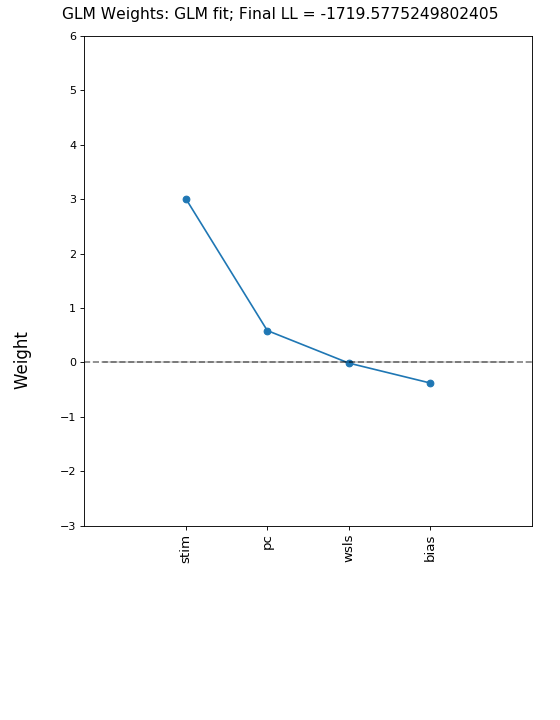 GLM Weights: GLM fit; Final LL = -1719.5775249802405
6
5
4
3
2
1
0
−1
−2
−3
Weight
stim
pc
wsls
bias